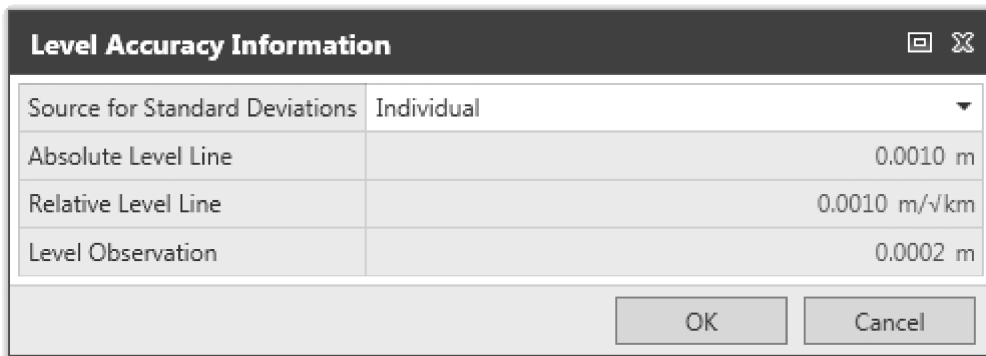 Level Accuracy Information
Source for Standard Deviations Individual
Absolute Level Line 0.0010 m
Relative Level Line 0.0010 m/√km
Level Observation 0.0002 m
OK Cancel